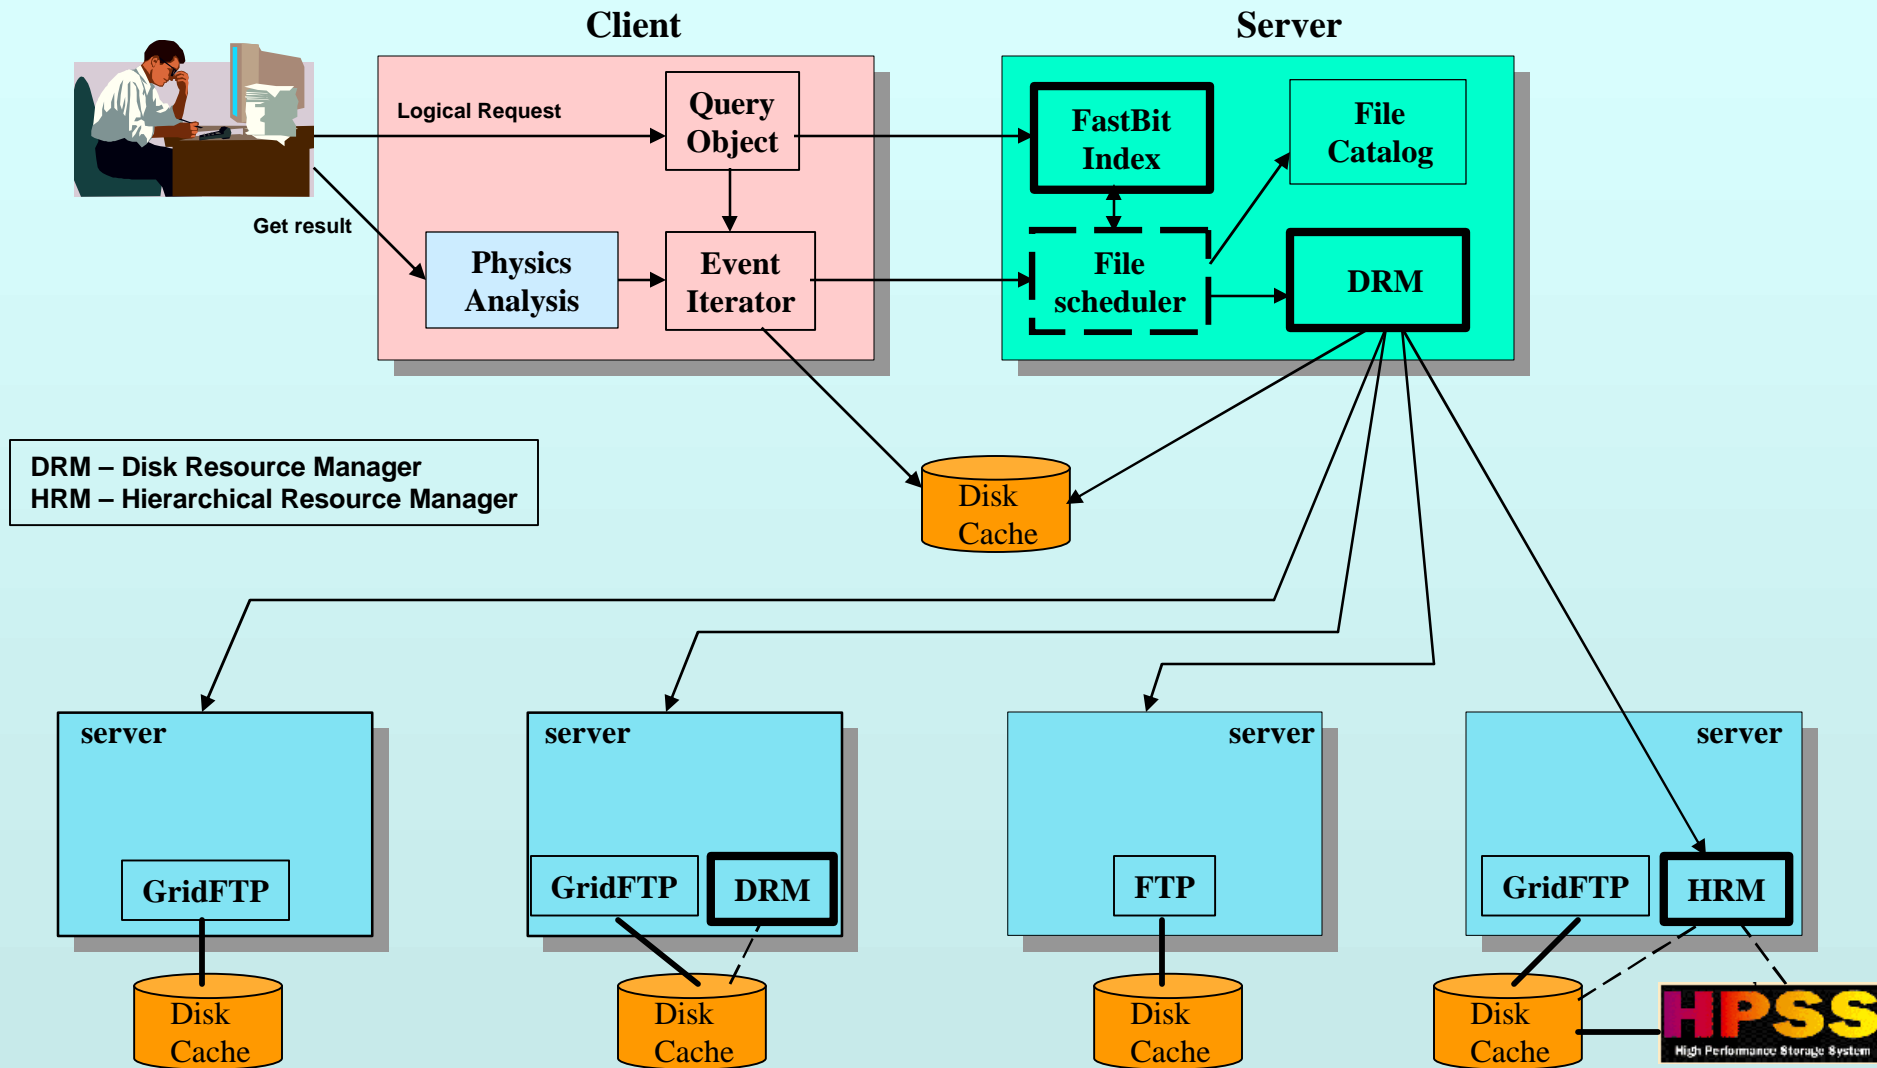 Client
Server
Logical Request
Query
Object
FastBit
Index
File
Catalog
Get result
Physics
Analysis
Event
Iterator
File
scheduler
DRM
DRM – Disk Resource Manager
HRM – Hierarchical Resource Manager
Disk
Cache
server
GridFTP
Disk
Cache
server
GridFTP
DRM
Disk
Cache
server
FTP
Disk
Cache
server
GridFTP
HRM
Disk
Cache
HPSS
High Performance Storage System